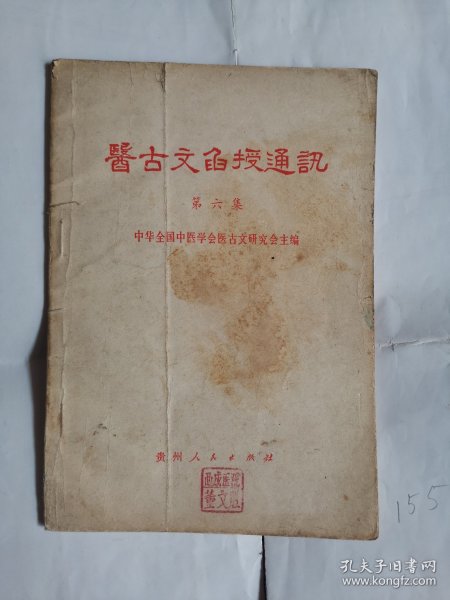 醫古文函授通訊
第六集
中华全国中医学会医古文研究会主编
贵州人民出版社
155
孔夫子旧书网
www.kongfz.com